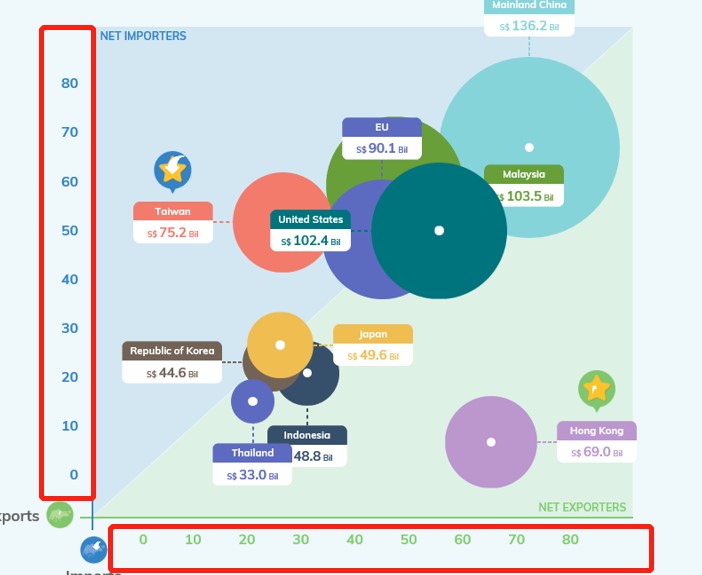 Mainland China
S$ 136.2 Bil
NET IMPORTERS
80
70
60
50
40
30
20
10
0
EU
S$ 90.1 Bil
Malaysia
S$ 103.5 Bil
Taiwan
S$ 75.2 Bil
United States
S$ 102.4 Bil
Japan
S$ 49.6 Bil
Republic of Korea
S$ 44.6 Bil
Indonesia
48.8 Bil
Thailand
S$ 33.0 Bil
Hong Kong
S$ 69.0 Bil
NET EXPORTERS
xports
0 10 20 30 40 50 60 70 80
Imports